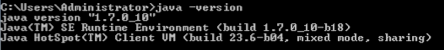 C:\Users\Administrator>java -version
java version "1.7.0_10"
Java(TM) SE Runtime Environment (build 1.7.0_10-b18)
Java HotSpot(TM) Client VM (build 23.6-b04, mixed mode, sharing)